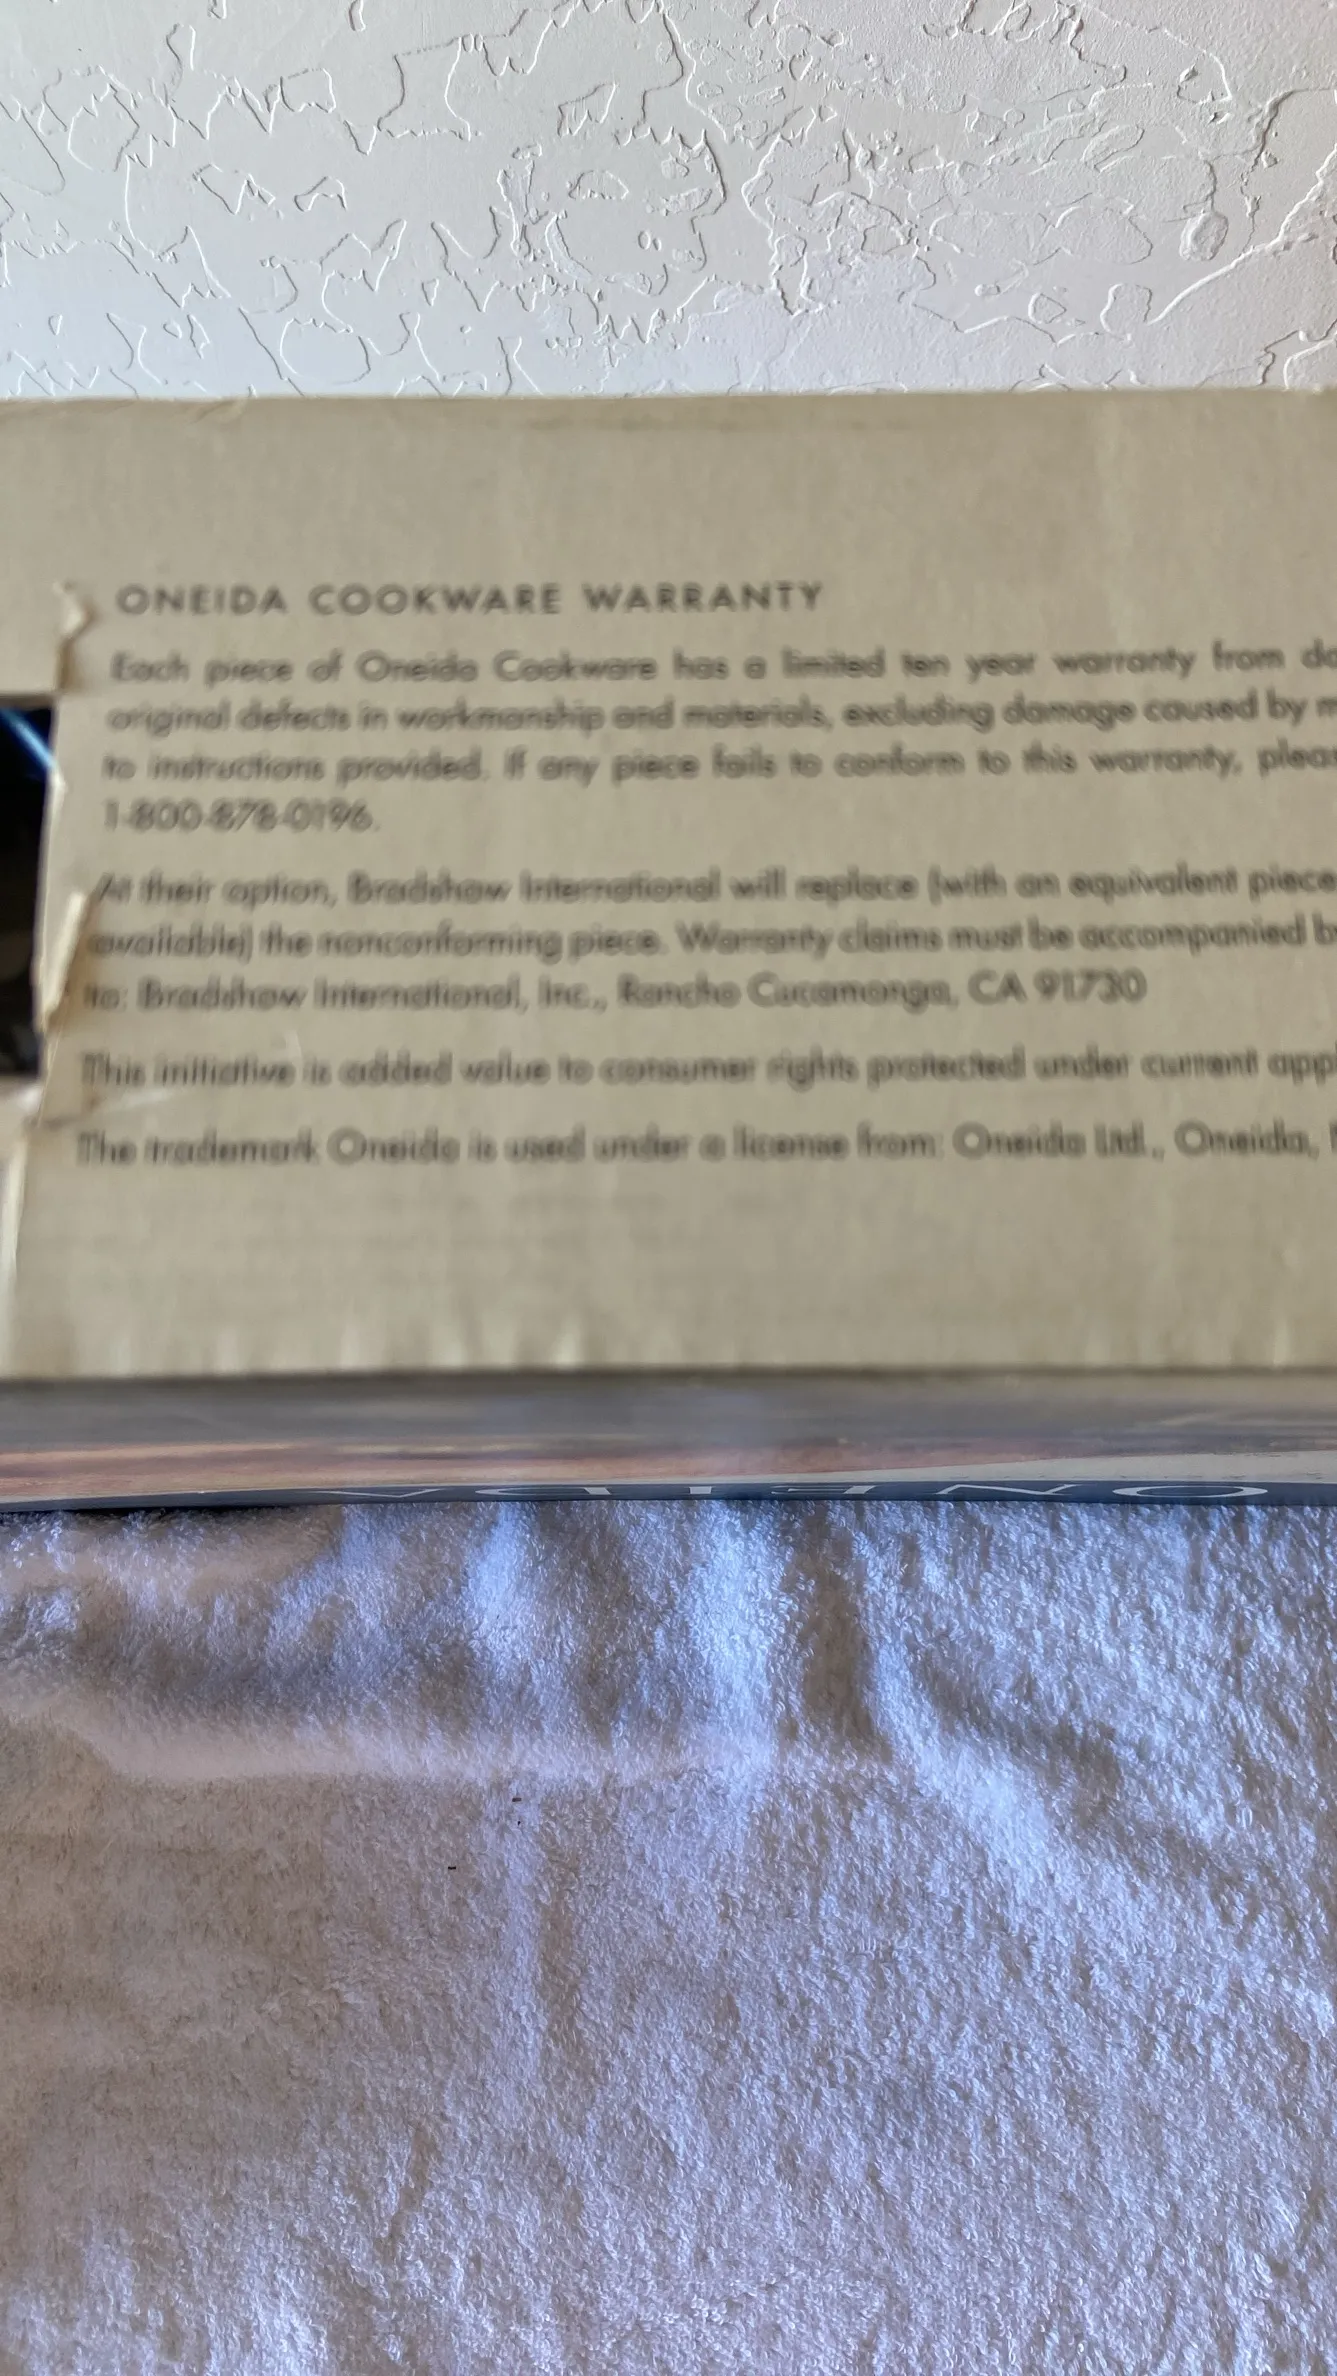 ONEIDA COOKWARE WARRANTY
Each piece of Oneida Cookware has a limited ten year warranty from
original defects in workmanship and materials, excluding damage caused by
to instructions provided. If any piece fails to conform to this warranty,
1-800-878-0196.
At their option, Bradshaw International will replace (with an equivalent piece
available) the nonconforming piece. Warranty claims must be accompanied
to: Bradshaw International, Inc., Rancho Cucamonga, CA 91730
This initiative is added value to consumer rights protected under current
The trademark Oneida is used under a license from: Oneida Ltd., Oneida,
ONEIDA